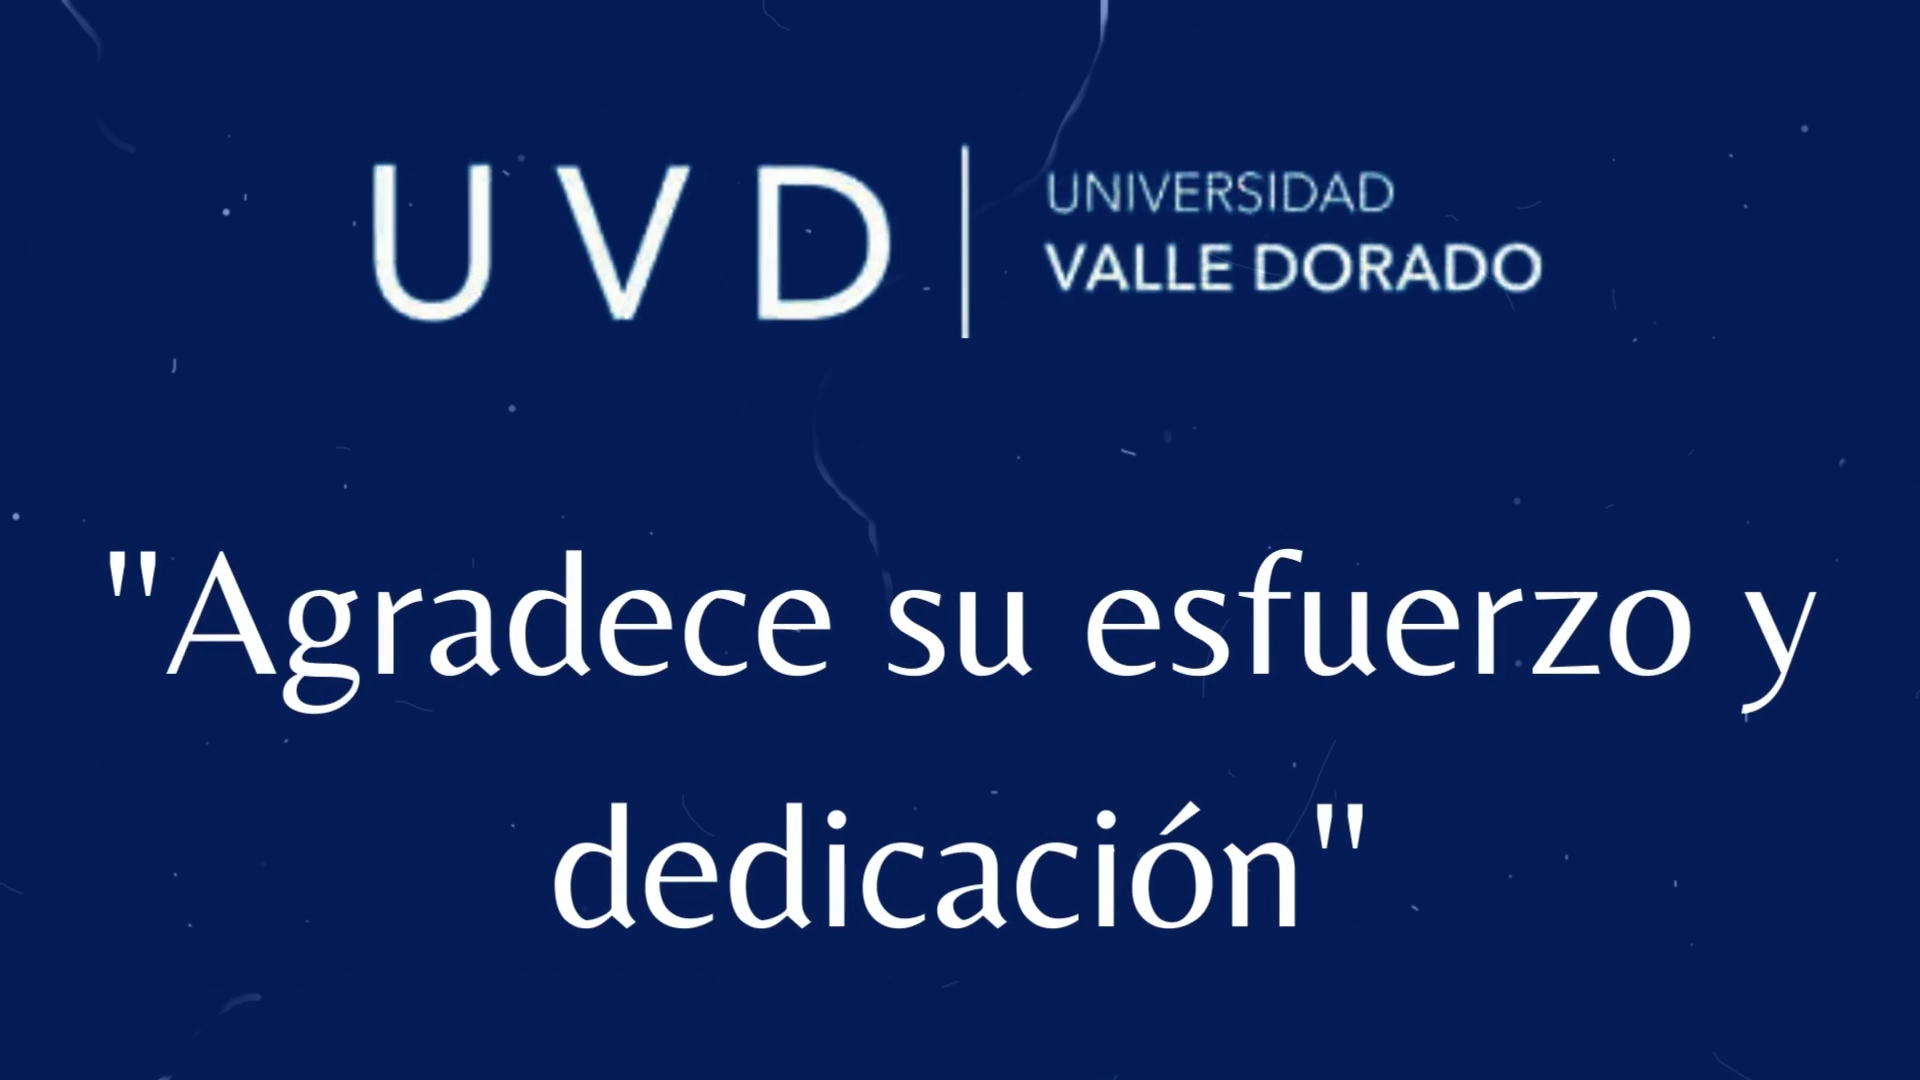 UVD
UNIVERSIDAD
VALLE DORADO
"Agradece su esfuerzo y
dedicación"